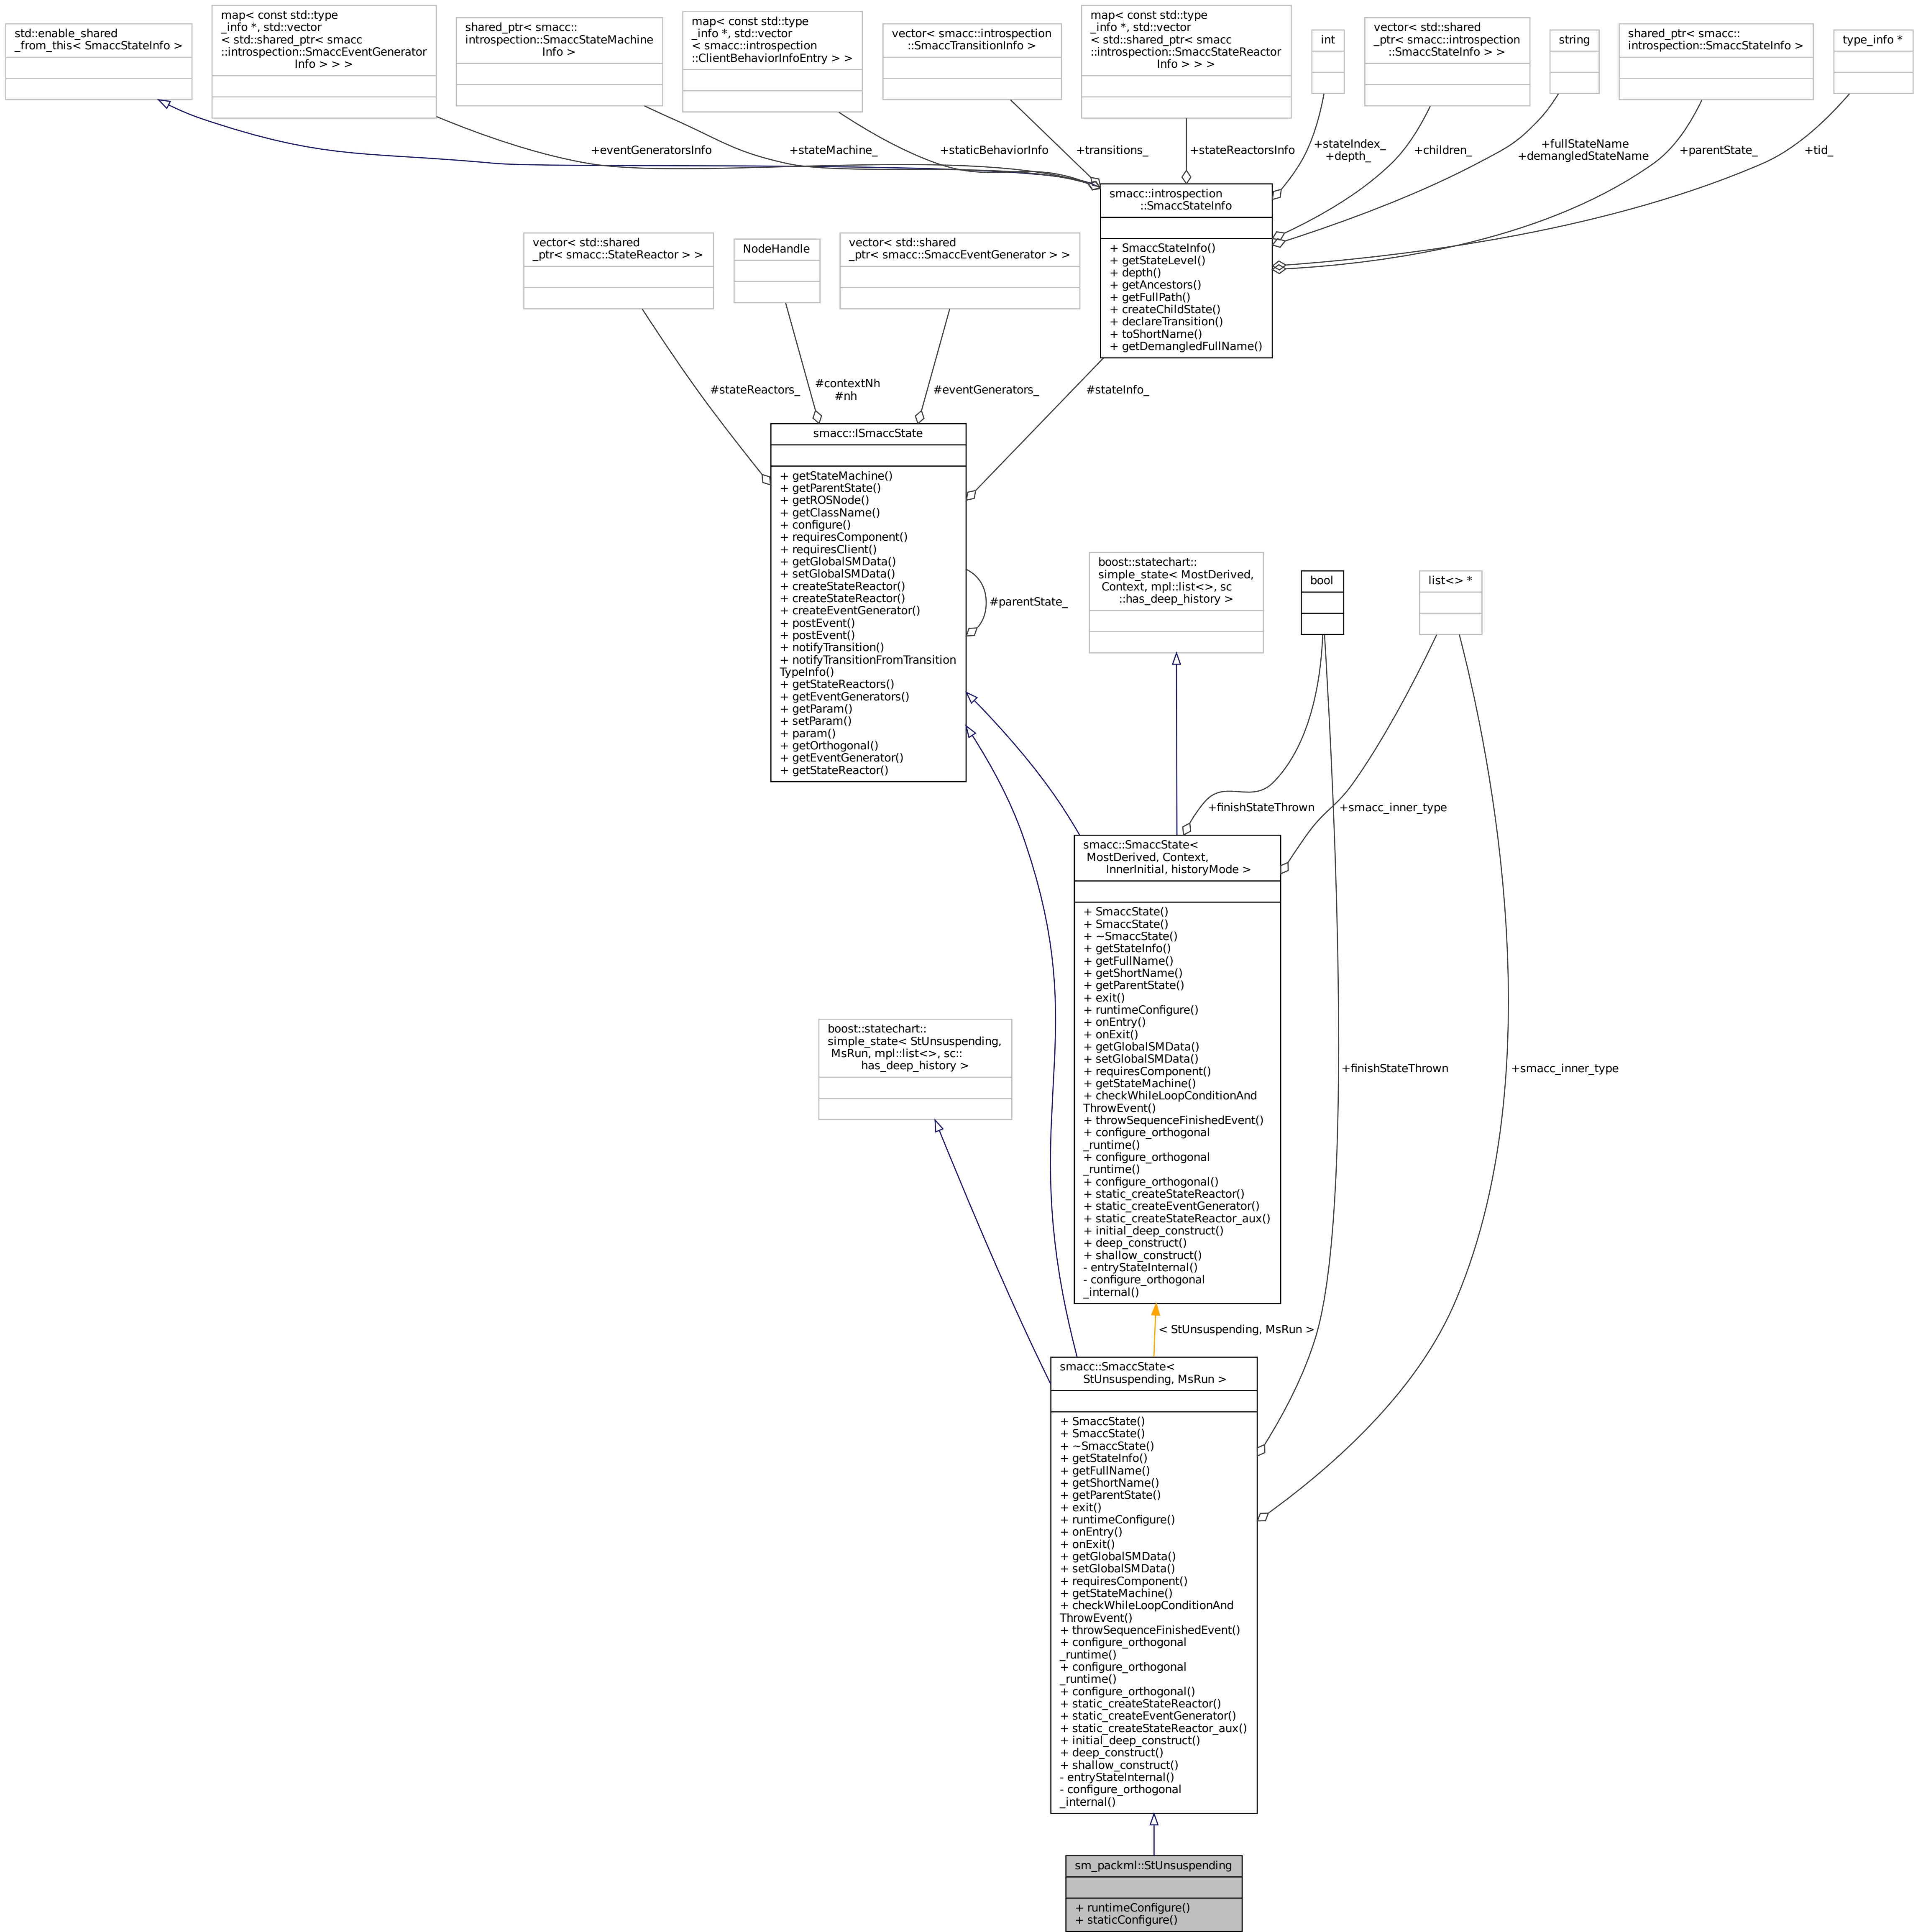 std::enable_shared
_from_this< SmaccStateInfo >
map< const std::type
_info *, std::vector
< std::shared_ptr< smacc
::introspection::SmaccEventGenerator
Info > > >
shared_ptr< smacc::
introspection::SmaccStateMachine
Info >
map< const std::type
_info *, std::vector
< smacc::introspection
::ClientBehaviorInfoEntry > >
vector< smacc::introspection
::SmaccTransitionInfo >
map< const std::type
_info *, std::vector
< std::shared_ptr< smacc
::introspection::SmaccStateReactor
Info > > >
int
vector< std::shared
_ptr< smacc::introspection
::SmaccStateInfo > >
string
shared_ptr< smacc::
introspection::SmaccStateInfo >
type_info *
+eventGeneratorsInfo
+stateMachine_
+staticBehaviorInfo
+transitions_
+stateReactorsInfo
+stateIndex_
+depth_
+children_
+fullStateName
+demangledStateName
+parentState_
+tid_
smacc::introspection
::SmaccStateInfo
+ SmaccStateInfo()
+ getStateLevel()
+ depth()
+ getAncestors()
+ getFullPath()
+ createChildState()
+ declareTransition()
+ toShortName()
+ getDemangledFullName()
vector< std::shared
_ptr< smacc::StateReactor > >
NodeHandle
vector< std::shared
_ptr< smacc::SmaccEventGenerator > >
#stateReactors_
#contextNh
#nh
#eventGenerators_
#stateInfo_
smacc::ISmaccState
+ getStateMachine()
+ getParentState()
+ getROSNode()
+ getClassName()
+ configure()
+ requiresComponent()
+ requiresClient()
+ getGlobalSMData()
+ setGlobalSMData()
+ createStateReactor()
+ createStateReactor()
+ createEventGenerator()
+ postEvent()
+ postEvent()
+ notifyTransition()
+ notifyTransitionFromTransition
TypeInfo()
+ getStateReactors()
+ getEventGenerators()
+ getParam()
+ setParam()
+ param()
+ getOrthogonal()
+ getEventGenerator()
+ getStateReactor()
#parentState_
boost::statechart::
simple_state< MostDerived,
Context, mpl::list<>, sc
::has_deep_history >
bool
list<> *
+finishStateThrown
+smacc_inner_type
smacc::SmaccState<
MostDerived, Context,
InnerInitial, historyMode >
+ SmaccState()
+ SmaccState()
+ ~SmaccState()
+ getStateInfo()
+ getFullName()
+ getShortName()
+ getParentState()
+ exit()
+ runtimeConfigure()
+ onEntry()
+ onExit()
+ getGlobalSMData()
+ setGlobalSMData()
+ requiresComponent()
+ getStateMachine()
+ checkWhileLoopConditionAnd
ThrowEvent()
+ throwSequenceFinishedEvent()
+ configure_orthogonal
_runtime()
+ configure_orthogonal
_runtime()
+ configure_orthogonal()
+ static_createStateReactor()
+ static_createEventGenerator()
+ static_createStateReactor_aux()
+ initial_deep_construct()
+ deep_construct()
+ shallow_construct()
- entryStateInternal()
- configure_orthogonal
_internal()
boost::statechart::
simple_state< StUnsuspending,
MsRun, mpl::list<>, sc::
has_deep_history >
+finishStateThrown
+smacc_inner_type
< StUnsuspending, MsRun >
smacc::SmaccState<
StUnsuspending, MsRun >
+ SmaccState()
+ SmaccState()
+ ~SmaccState()
+ getStateInfo()
+ getFullName()
+ getShortName()
+ getParentState()
+ exit()
+ runtimeConfigure()
+ onEntry()
+ onExit()
+ getGlobalSMData()
+ setGlobalSMData()
+ requiresComponent()
+ getStateMachine()
+ checkWhileLoopConditionAnd
ThrowEvent()
+ throwSequenceFinishedEvent()
+ configure_orthogonal
_runtime()
+ configure_orthogonal
_runtime()
+ configure_orthogonal()
+ static_createStateReactor()
+ static_createEventGenerator()
+ static_createStateReactor_aux()
+ initial_deep_construct()
+ deep_construct()
+ shallow_construct()
- entryStateInternal()
- configure_orthogonal
_internal()
sm_packml::StUnsuspending
+ runtimeConfigure()
+ staticConfigure()